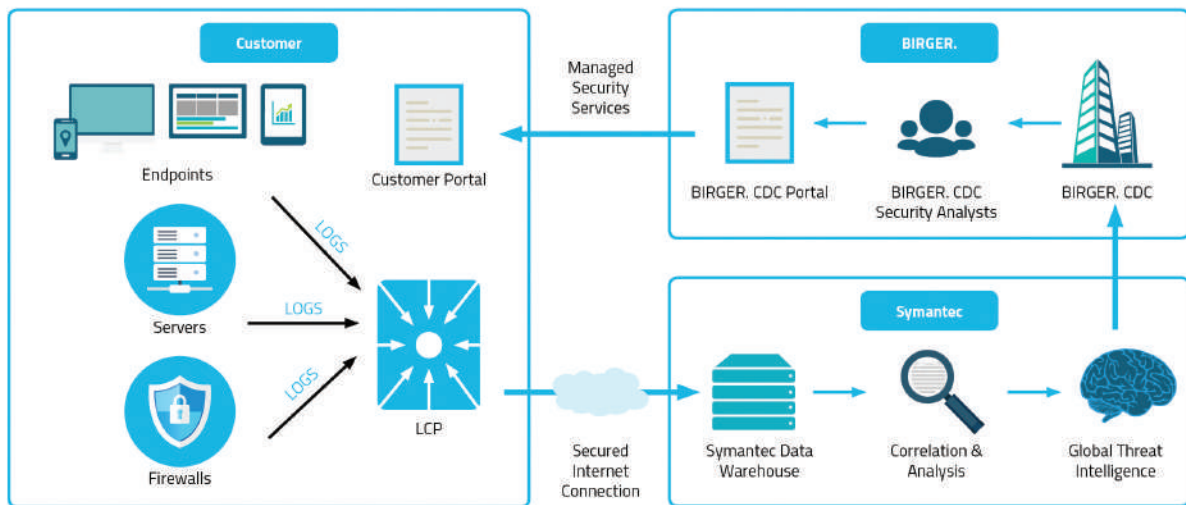 Customer
Endpoints
Customer Portal
LOGS
Servers
LOGS
Firewalls
LOGS
LCP
Managed
Security
Services
BIRGER.
BIRGER. CDC Portal
BIRGER. CDC
Security Analysts
BIRGER. CDC
Secured
Internet
Connection
Symantec
Symantec Data
Warehouse
Correlation &
Analysis
Global Threat
Intelligence